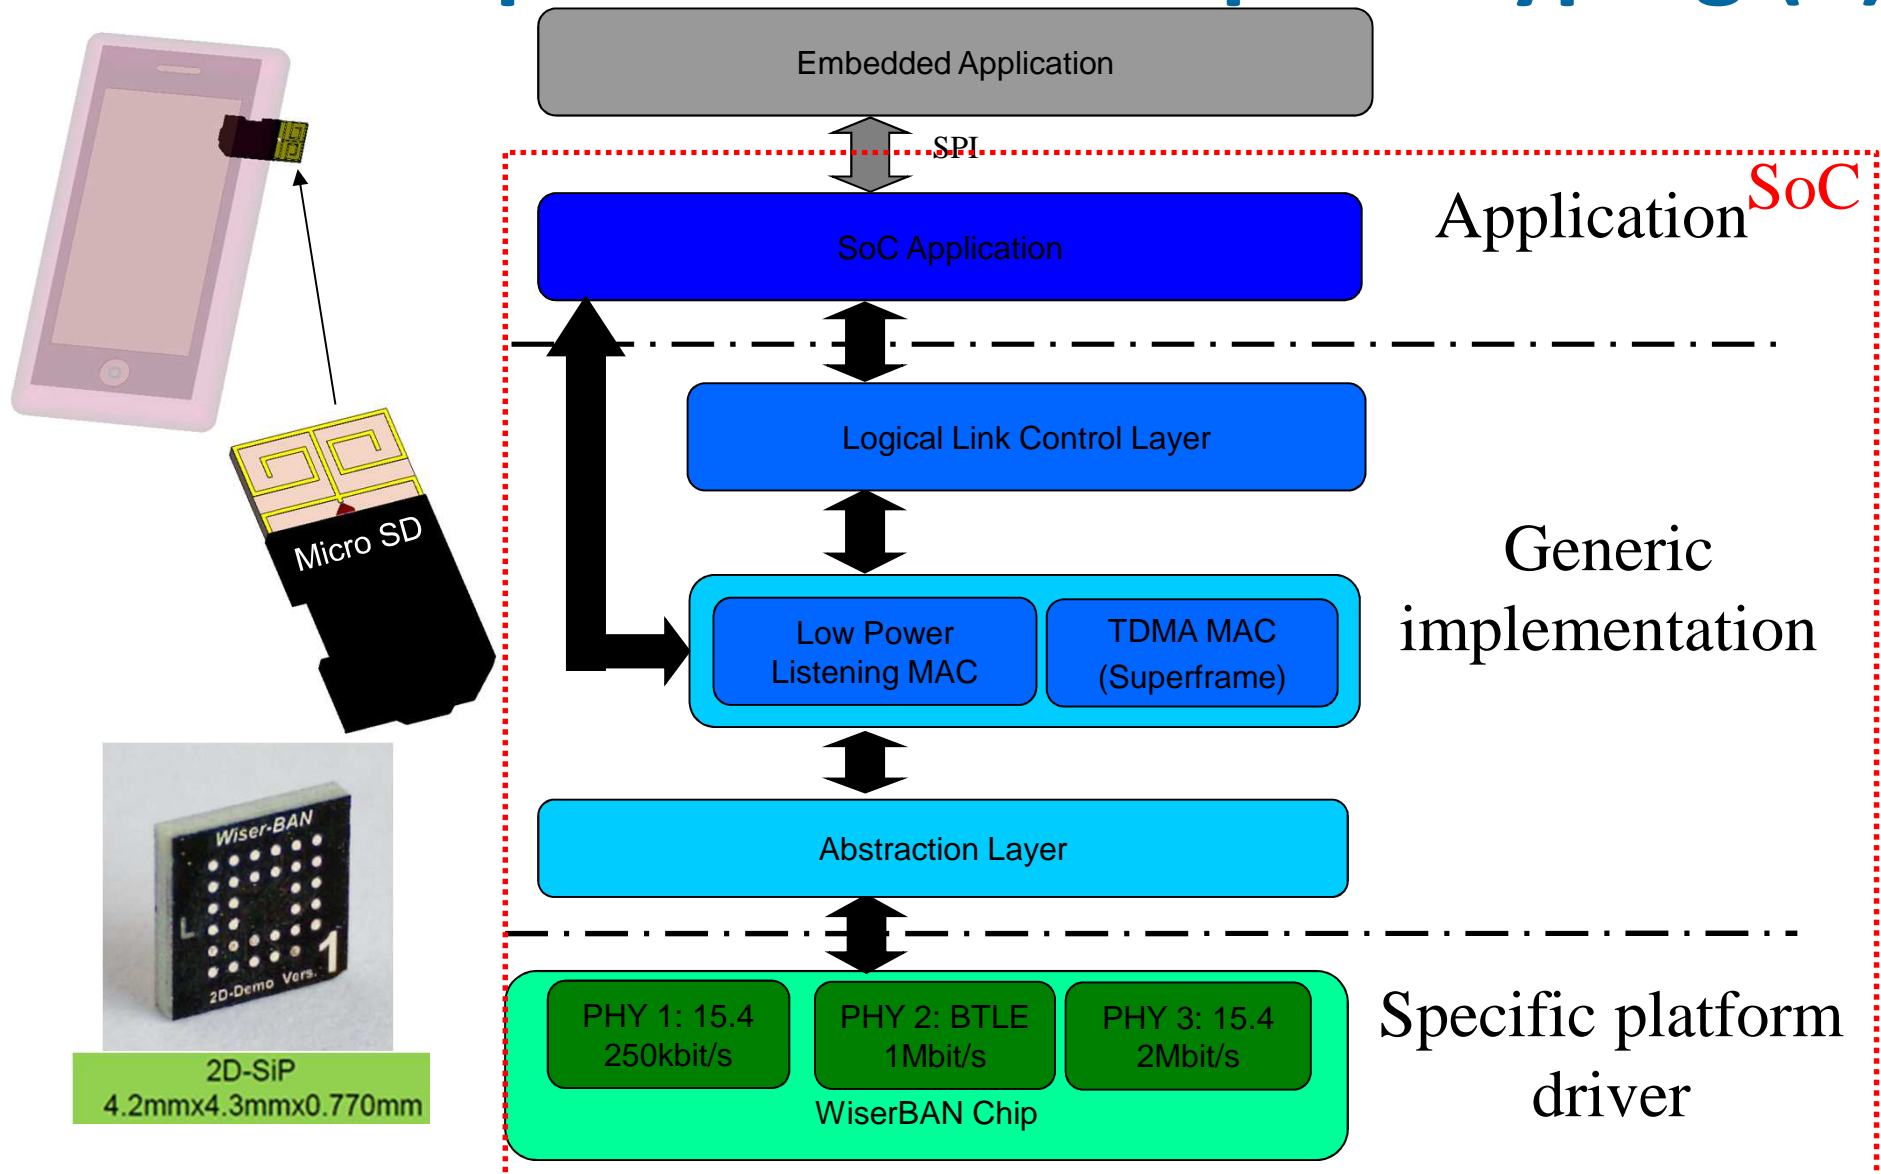 Embedded Application
SPI
SoC
Application
SoC Application
Logical Link Control Layer
Micro SD
Generic
implementation
Low Power
Listening MAC
TDMA MAC
(Superframe)
Wiser-BAN
L
1
2D-Demo Vers.
Abstraction Layer
2D-SiP
4.2mmx4.3mmx0.770mm
PHY 1: 15.4
250kbit/s
PHY 2: BTLE
1Mbit/s
PHY 3: 15.4
2Mbit/s
WiserBAN Chip
Specific platform
driver